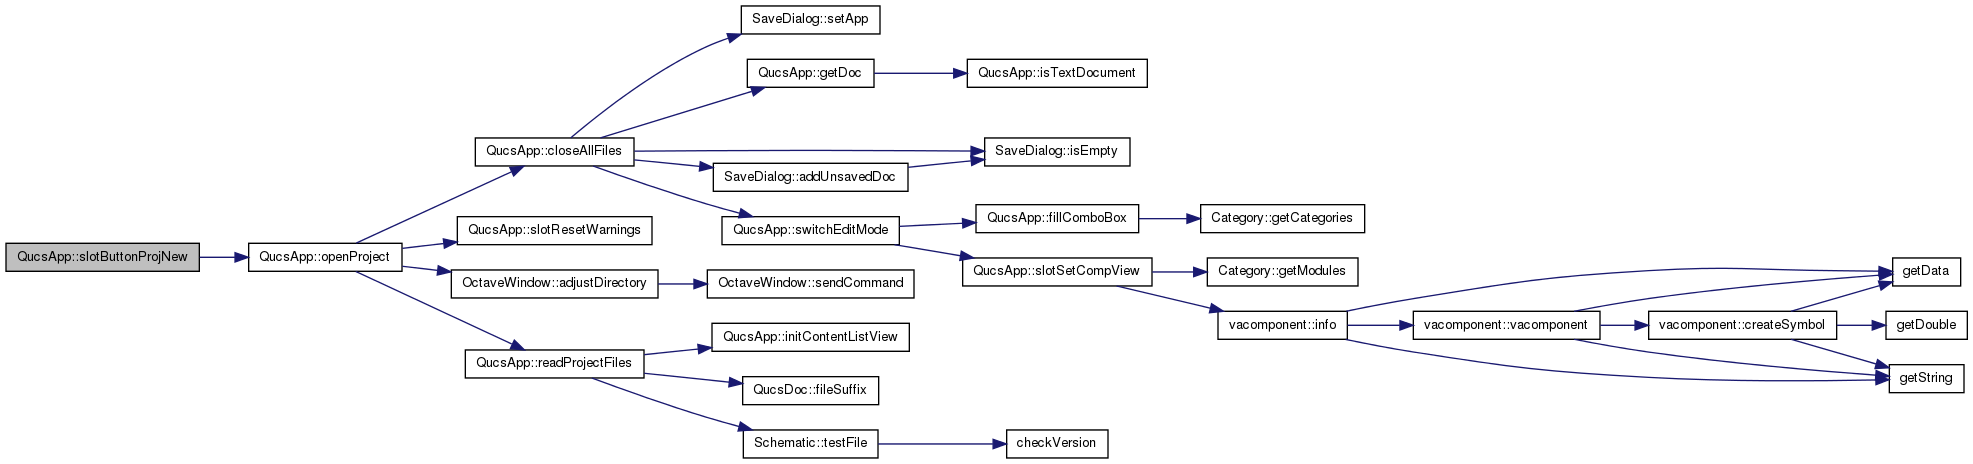 SaveDialog::setApp
QucsApp::getDoc
QucsApp::isTextDocument
QucsApp::closeAllFiles
SaveDialog::isEmpty
SaveDialog::addUnsavedDoc
QucsApp::fillComboBox
Category::getCategories
QucsApp::slotResetWarnings
QucsApp::switchEditMode
QucsApp::slotButtonProjNew
QucsApp::openProject
QucsApp::slotSetCompView
Category::getModules
getData
OctaveWindow::adjustDirectory
OctaveWindow::sendCommand
vacomponent::info
vacomponent::vacomponent
vacomponent::createSymbol
getDouble
QucsApp::initContentListView
QucsApp::readProjectFiles
getString
QucsDoc::fileSuffix
Schematic::testFile
checkVersion